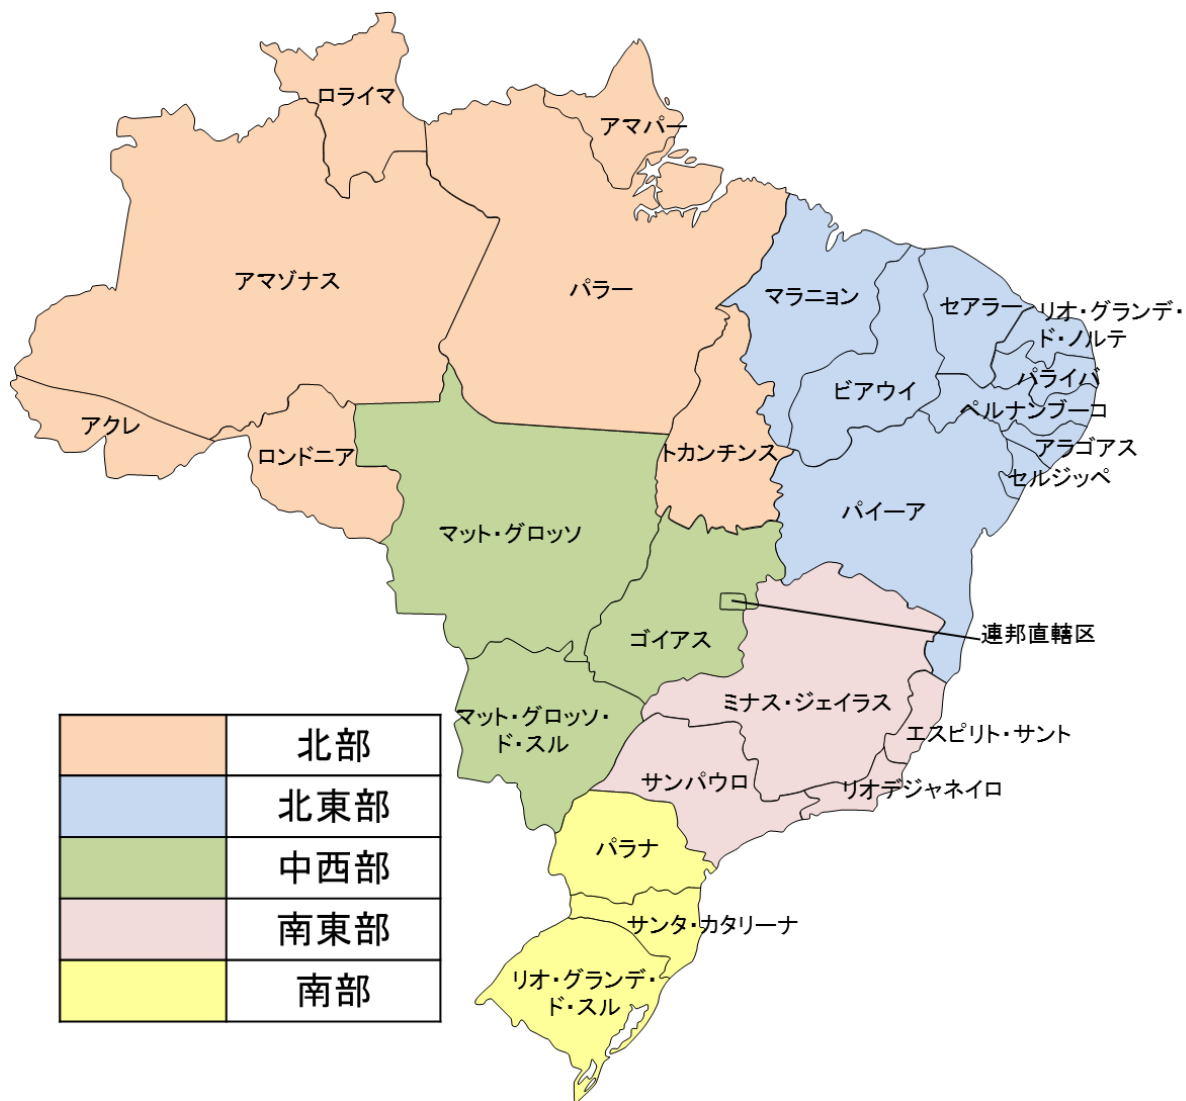 ロライマ
アマパー
アマゾナス
パラー
マラニョン
セアラー
リオ・グランデ・
ド・ノルテ
パライバ
ピアウイ
ペルナンブーコ
アクレ
ロンドニア
トカンチンス
アラゴアス
セルジッペ
バイーア
マット・グロッソ
連邦直轄区
ゴイアス
ミナス・ジェイラス
マット・グロッソ・
ド・スル
エスピリト・サント
サンパウロ
リオデジャネイロ
パラナ
サンタ・カタリーナ
リオ・グランデ・
ド・スル
北部
北東部
中西部
南東部
南部